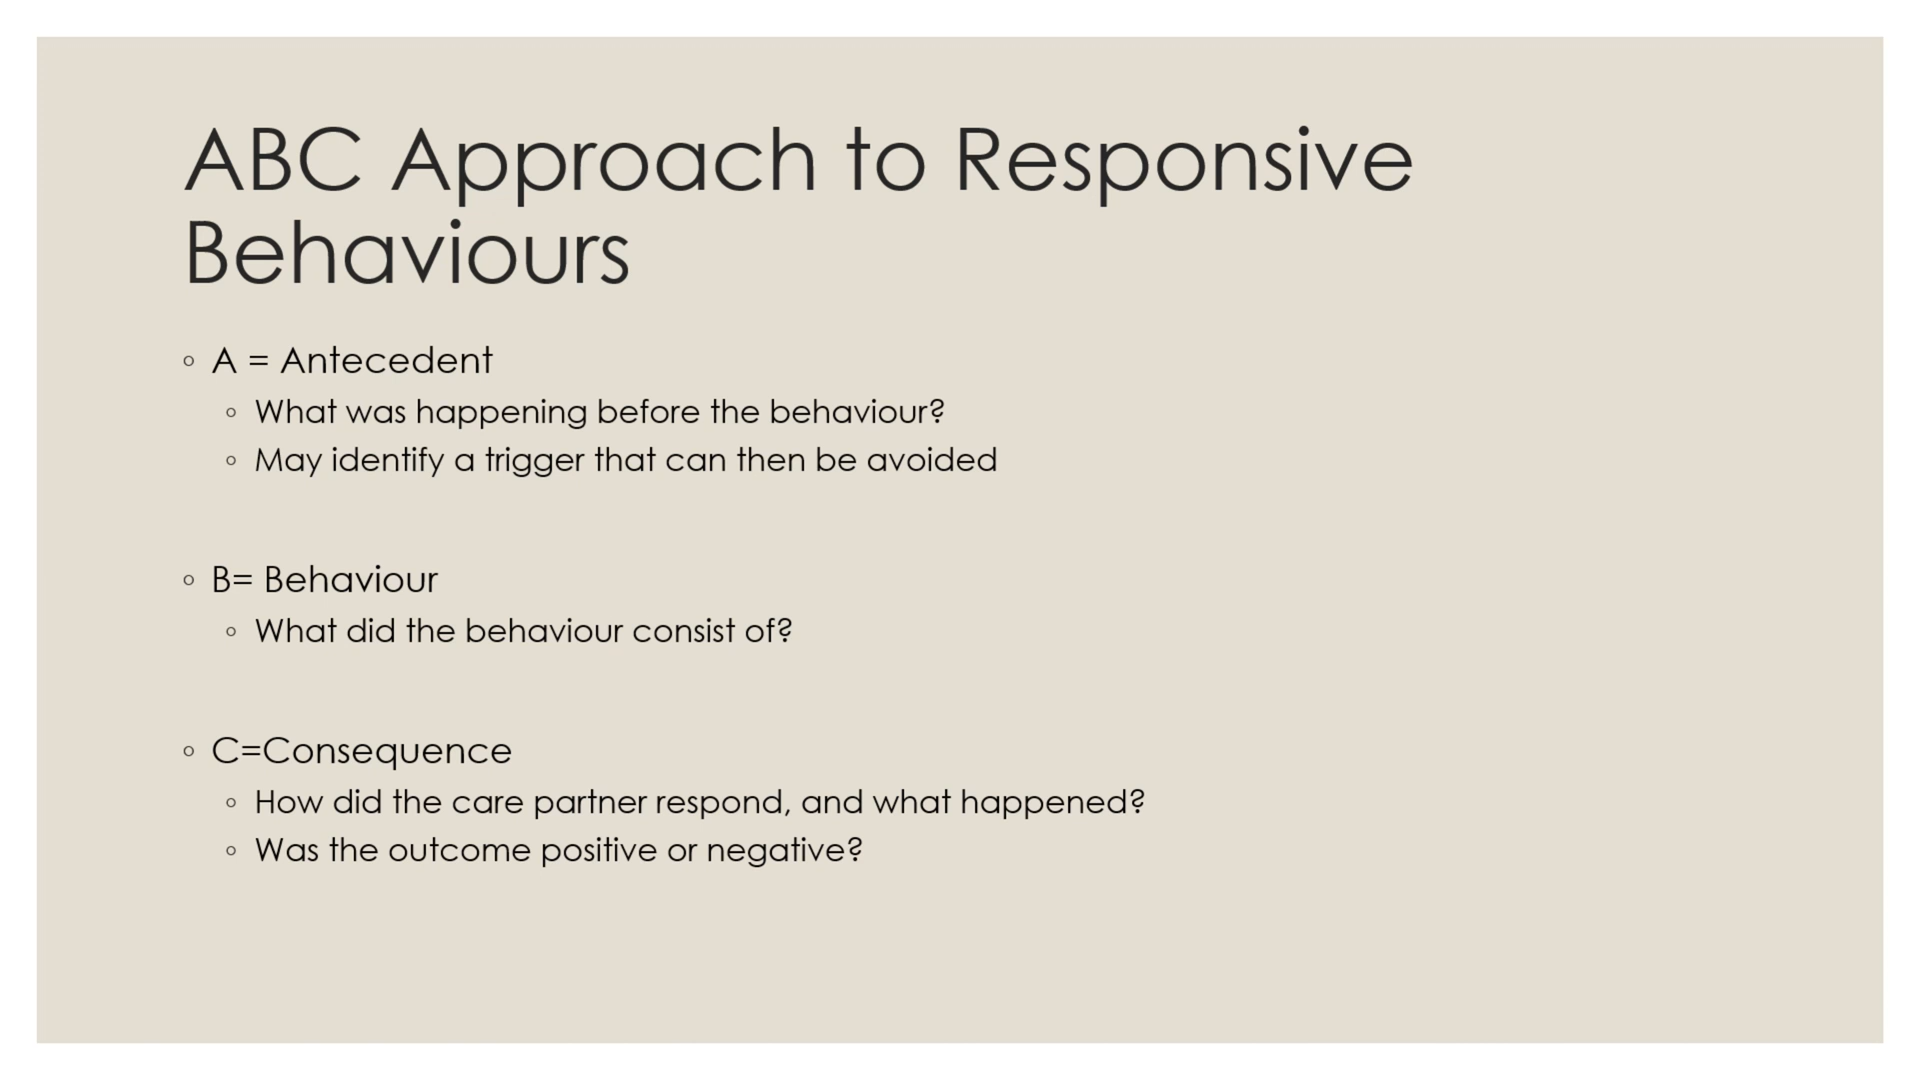 ABC Approach to Responsive
Behaviours
◦ A = Antecedent
◦ What was happening before the behaviour?
◦ May identify a trigger that can then be avoided
◦ B= Behaviour
◦ What did the behaviour consist of?
◦ C=Consequence
◦ How did the care partner respond, and what happened?
◦ Was the outcome positive or negative?